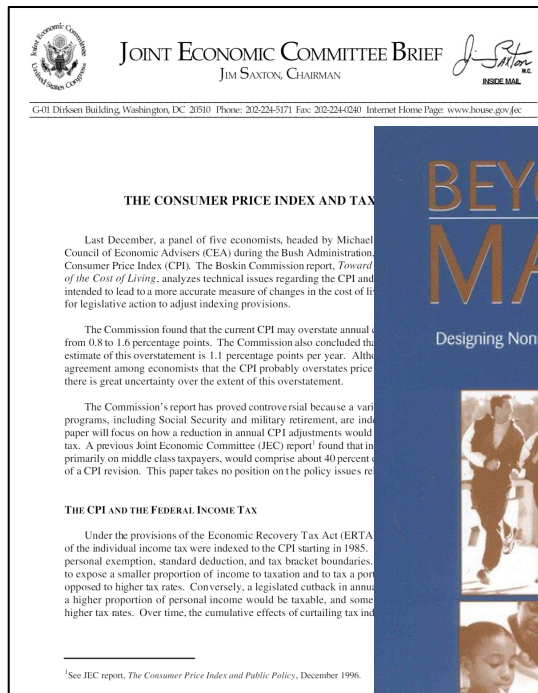 Joint Economic Committee
United States Congress
JOINT ECONOMIC COMMITTEE BRIEF
JIM SAXTON, CHAIRMAN
Jim Saxton
M.C.
INSIDE MAIL
G-01 Dirksen Building, Washington, DC 20510 Phone: 202-224-5171 Fax: 202-224-0240 Internet Home Page: www.house.gov/jec
THE CONSUMER PRICE INDEX AND TAX
Last December, a panel of five economists, headed by Michael
Council of Economic Advisers (CEA) during the Bush Administration,
Consumer Price Index (CPI). The Boskin Commission report, Toward
of the Cost of Living, analyzes technical issues regarding the CPI and
intended to lead to a more accurate measure of changes in the cost of li
for legislative action to adjust indexing provisions.
The Commission found that the current CPI may overstate annual
from 0.8 to 1.6 percentage points. The Commission also concluded tha
estimate of this overstatement is 1.1 percentage points per year. Altho
agreement among economists that the CPI probably overstates price
there is great uncertainty over the extent of this overstatement.
The Commission's report has proved controversial because a vari
programs, including Social Security and military retirement, are inde
paper will focus on how a reduction in annual CPI adjustments would
tax. A previous Joint Economic Committee (JEC) report1 found that in
primarily on middle class taxpayers, would comprise about 40 percent
of a CPI revision. This paper takes no position on the policy issues re
THE CPI AND THE FEDERAL INCOME TAX
Under the provisions of the Economic Recovery Tax Act (ERTA
of the individual income tax were indexed to the CPI starting in 1985.
personal exemption, standard deduction, and tax bracket boundaries.
to expose a smaller proportion of income to taxation and to tax a port
opposed to higher tax rates. Conversely, a legislated cutback in annua
a higher proportion of personal income would be taxable, and some
higher tax rates. Over time, the cumulative effects of curtailing tax ind
1See JEC report, The Consumer Price Index and Public Policy, December 1996.
BEYO
MA
Designing Non